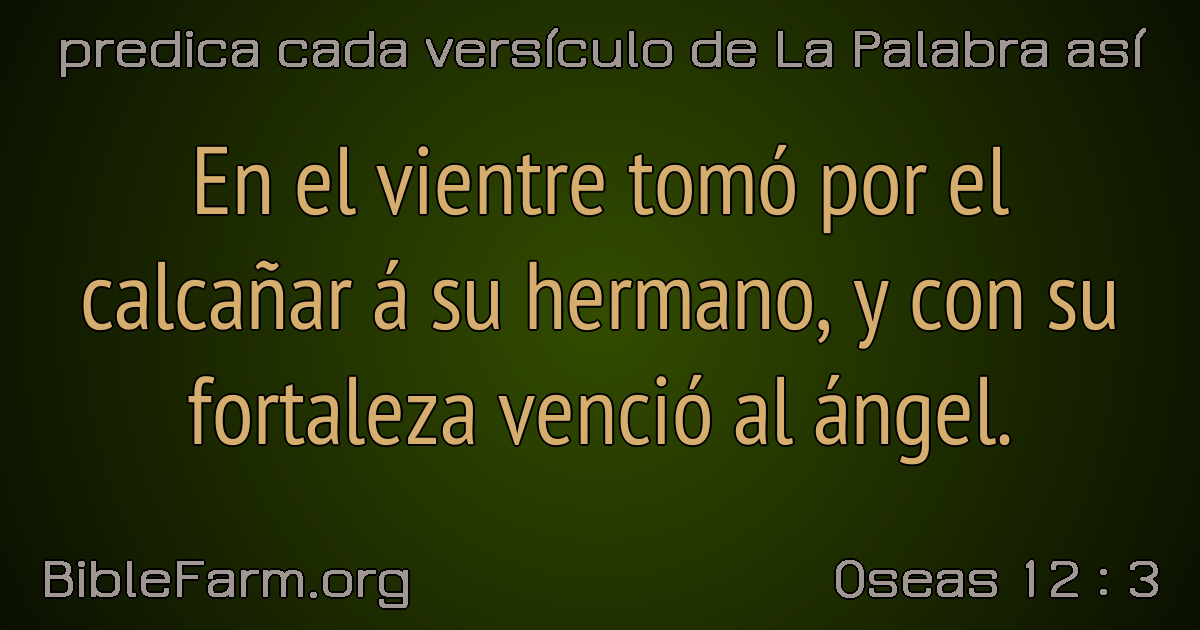 predica cada versículo de La Palabra así
En el vientre tomó por el
calcañar á su hermano, y con su
fortaleza venció al ángel.
BibleFarm.org
Oseas 12 : 3